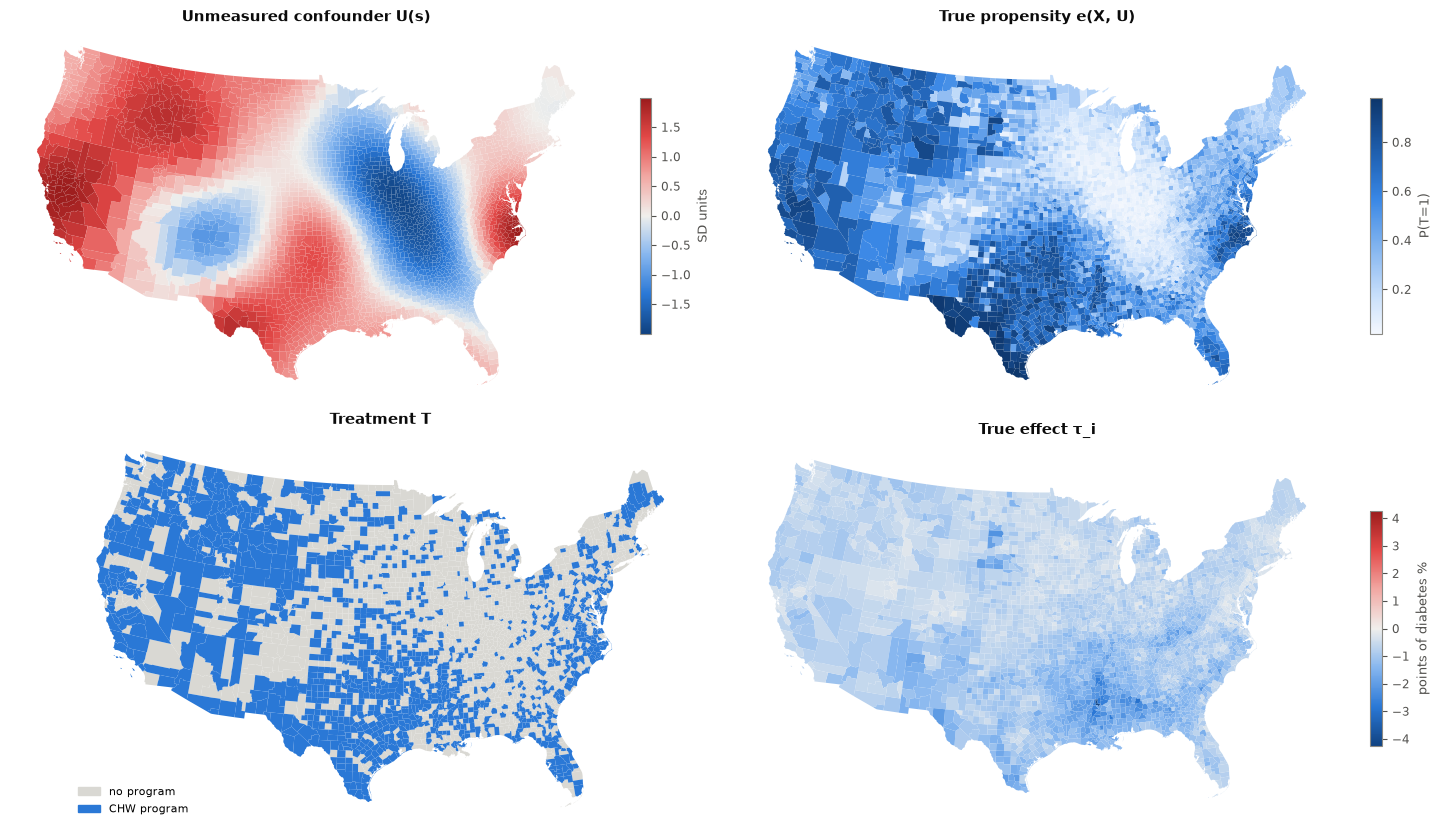 Unmeasured confounder U(s)
1.5
1.0
0.5
0.0
−0.5
−1.0
−1.5
SD units
True propensity e(X, U)
0.8
0.6
0.4
0.2
P(T=1)
Treatment T
no program
CHW program
True effect τ_i
4
3
2
1
0
−1
−2
−3
−4
points of diabetes %